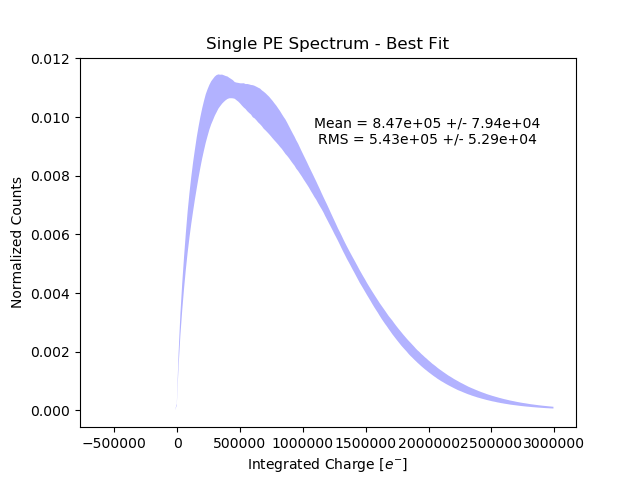 Single PE Spectrum - Best Fit
0.012
0.010
0.008
0.006
0.004
0.002
0.000
Normalized Counts
Mean = 8.47e+05 +/- 7.94e+04
RMS = 5.43e+05 +/- 5.29e+04
−500000 0 500000 1000000 1500000 2000000 2500000 3000000
Integrated Charge [e⁻]